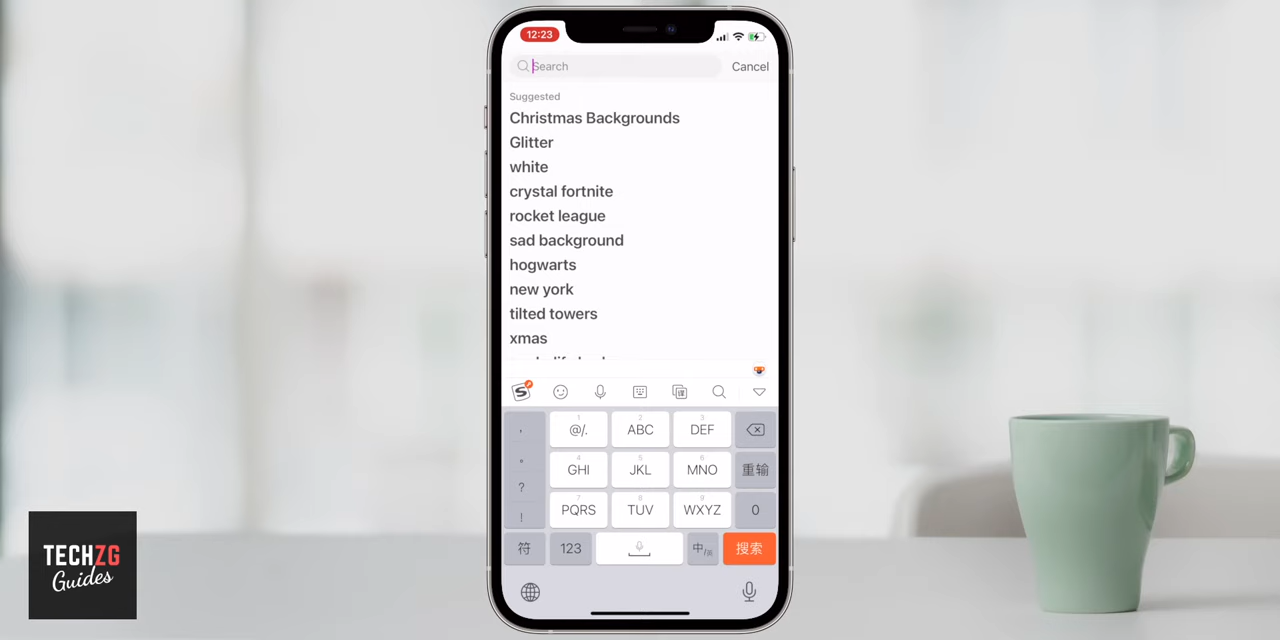 12:23
Search
Cancel
Suggested
Christmas Backgrounds
Glitter
white
crystal fortnite
rocket league
sad background
hogwarts
new york
tilted towers
xmas
S
课
, 1 @/. 2 ABC 3 DEF
。 4 GHI 5 JKL 6 MNO 重输
?
! 7 PQRS 8 TUV 9 WXYZ 0
符 123 中/英 搜索
TECHZG
Guides